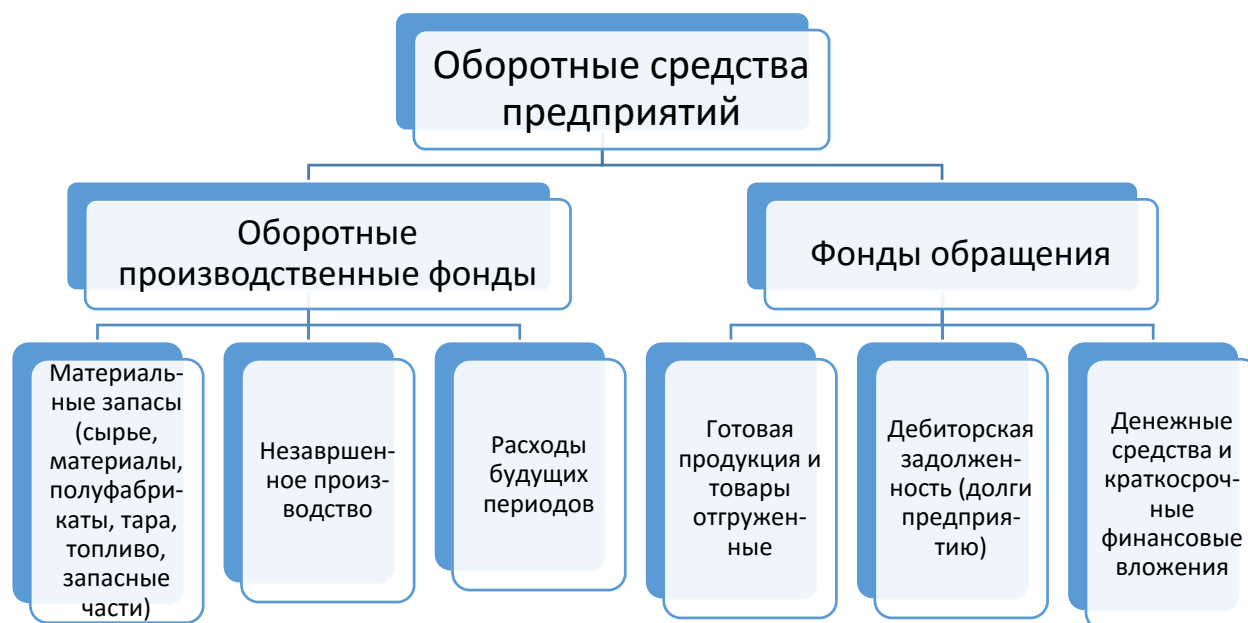 Оборотные средства
предприятий
Оборотные
производственные фонды
Фонды обращения
Материаль-
ные запасы
(сырье,
материалы,
полуфабри-
каты, тара,
топливо,
запасные
части)
Незавршен-
ное произ-
водство
Расходы
будущих
периодов
Готовая
продукция и
товары
отгружен-
ные
Дебиторская
задолжен-
ность (долги
предприя-
тию)
Денежные
средства и
краткосроч-
ные
финансовые
вложения